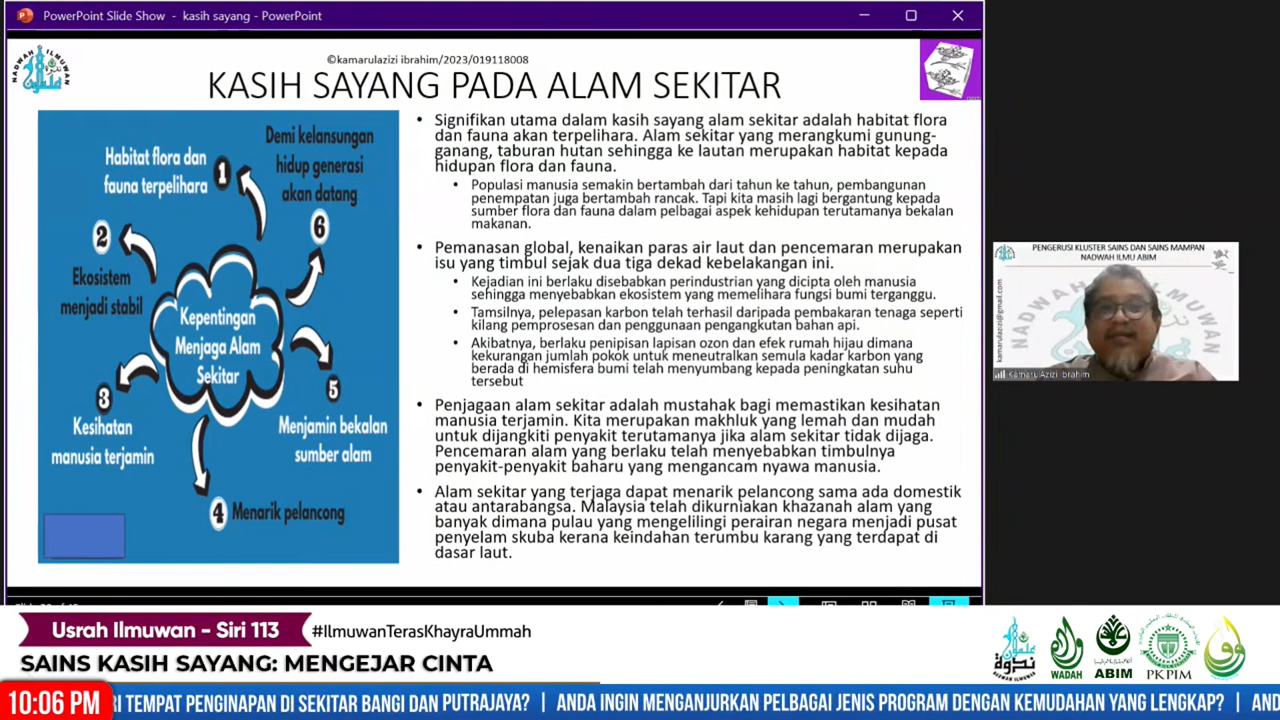 PowerPoint Slide Show - kasih sayang - PowerPoint
NADWAH ILMUWAN
©kamarulazizi ibrahim/2023/019118008
KASIH SAYANG PADA ALAM SEKITAR
Habitat flora dan
fauna terpelihara
1
Demi kelansungan
hidup generasi
akan datang
6
2
Ekosistem
menjadi stabil
Kepentingan
Menjaga Alam
Sekitar
3
Kesihatan
manusia terjamin
5
Menjamin bekalan
sumber alam
4 Menarik pelancong
• Signifikan utama dalam kasih sayang alam sekitar adalah habitat flora
dan fauna akan terpelihara. Alam sekitar yang merangkumi gunung-
ganang, taburan hutan sehingga ke lautan merupakan habitat kepada
hidupan flora dan fauna.
• Populasi manusia semakin bertambah dari tahun ke tahun, pembangunan
penempatan juga bertambah rancak. Tapi kita masih lagi bergantung kepada
sumber flora dan fauna dalam pelbagai aspek kehidupan terutamanya bekalan
makanan.
• Pemanasan global, kenaikan paras air laut dan pencemaran merupakan
isu yang timbul sejak dua tiga dekad kebelakangan ini.
• Kejadian ini berlaku disebabkan perindustrian yang dicipta oleh manusia
sehingga menyebabkan ekosistem yang memelihara fungsi bumi terganggu.
• Tamsilnya, pelepasan karbon telah terhasil daripada pembakaran tenaga seperti
kilang pemprosesan dan penggunaan pengangkutan bahan api.
• Akibatnya, berlaku penipisan lapisan ozon dan efek rumah hijau dimana
kekurangan jumlah pokok untuk meneutralkan semula kadar karbon yang
berada di hemisfera bumi telah menyumbang kepada peningkatan suhu
tersebut
• Penjagaan alam sekitar adalah mustahak bagi memastikan kesihatan
manusia terjamin. Kita merupakan makhluk yang lemah dan mudah
untuk dijangkiti penyakit terutamanya jika alam sekitar tidak dijaga.
Pencemaran alam yang berlaku telah menyebabkan timbulnya
penyakit-penyakit baharu yang mengancam nyawa manusia.
• Alam sekitar yang terjaga dapat menarik pelancong sama ada domestik
atau antarabangsa. Malaysia telah dikurniakan khazanah alam yang
banyak dimana pulau yang mengelilingi perairan negara menjadi pusat
penyelam skuba kerana keindahan terumbu karang yang terdapat di
dasar laut.
PENGERUSI KLUSTER SAINS DAN SAINS MAMPAN
NADWAH ILMU ABIM
kamarulazizi@gmail.com
Kamarul Azizi Ibrahim
Usrah Ilmuwan - Siri 113
#IlmuwanTerasKhayraUmmah
SAINS KASIH SAYANG: MENGEJAR CINTA
WADAH
ABIM
PKPIM
10:06 PM
RI TEMPAT PENGINAPAN DI SEKITAR BANGI DAN PUTRAJAYA? | ANDA INGIN MENGANJURKAN PELBAGAI JENIS PROGRAM DENGAN KEMUDAHAN YANG LENGKAP? | AND